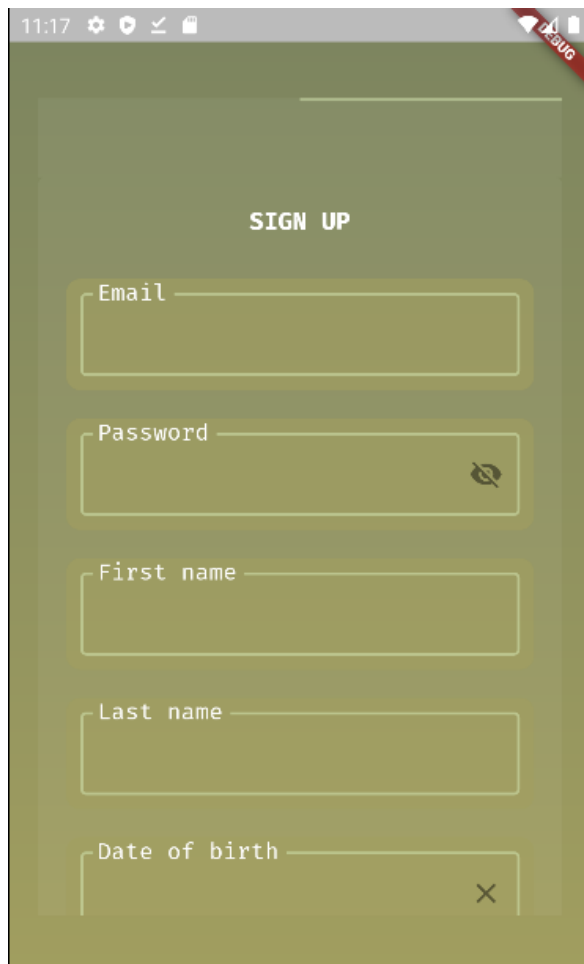 11:17
DEBUG
SIGN UP
Email
Password
First name
Last name
Date of birth